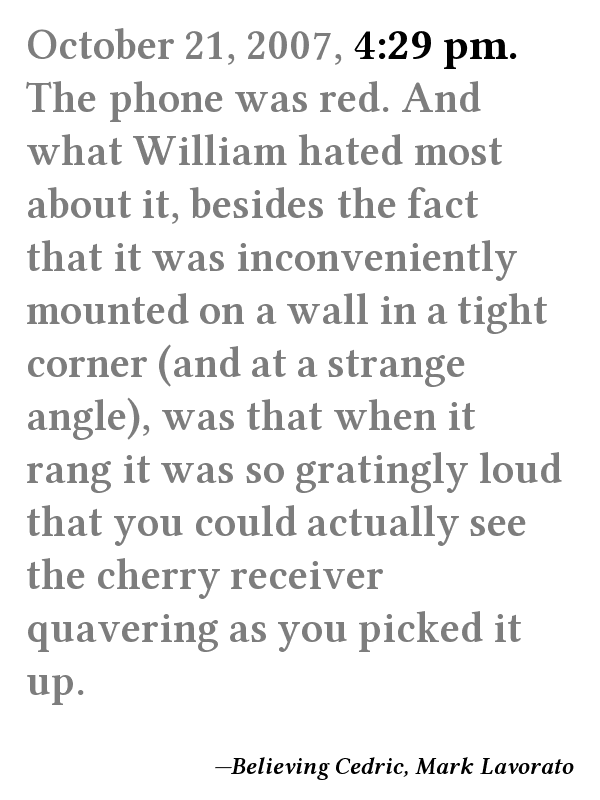 October 21, 2007, 4:29 pm.
The phone was red. And
what William hated most
about it, besides the fact
that it was inconveniently
mounted on a wall in a tight
corner (and at a strange
angle), was that when it
rang it was so gratingly loud
that you could actually see
the cherry receiver
quavering as you picked it
up.
—Believing Cedric, Mark Lavorato